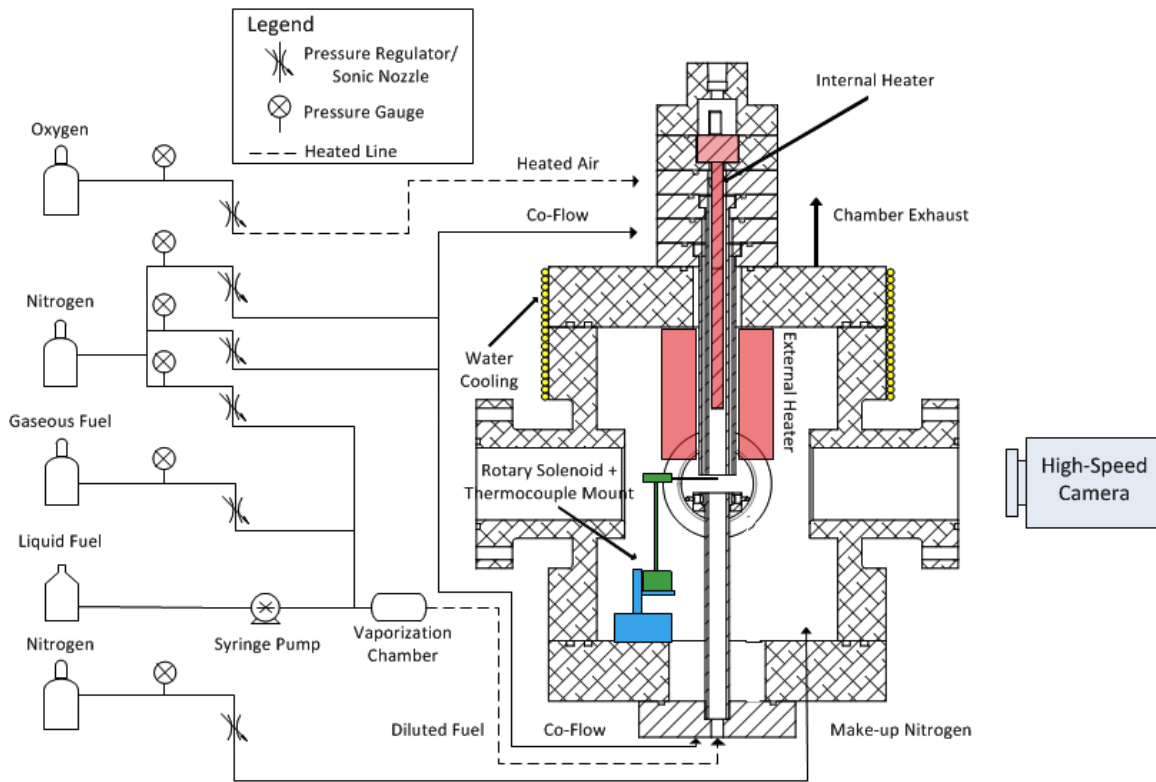 Legend
Pressure Regulator/
Sonic Nozzle
Pressure Gauge
Heated Line
Oxygen
Heated Air
Internal Heater
Co-Flow
Chamber Exhaust
Nitrogen
Water
Cooling
External Heater
Gaseous Fuel
Rotary Solenoid +
Thermocouple Mount
High-Speed
Camera
Liquid Fuel
Syringe Pump
Vaporization
Chamber
Nitrogen
Diluted Fuel
Co-Flow
Make-up Nitrogen